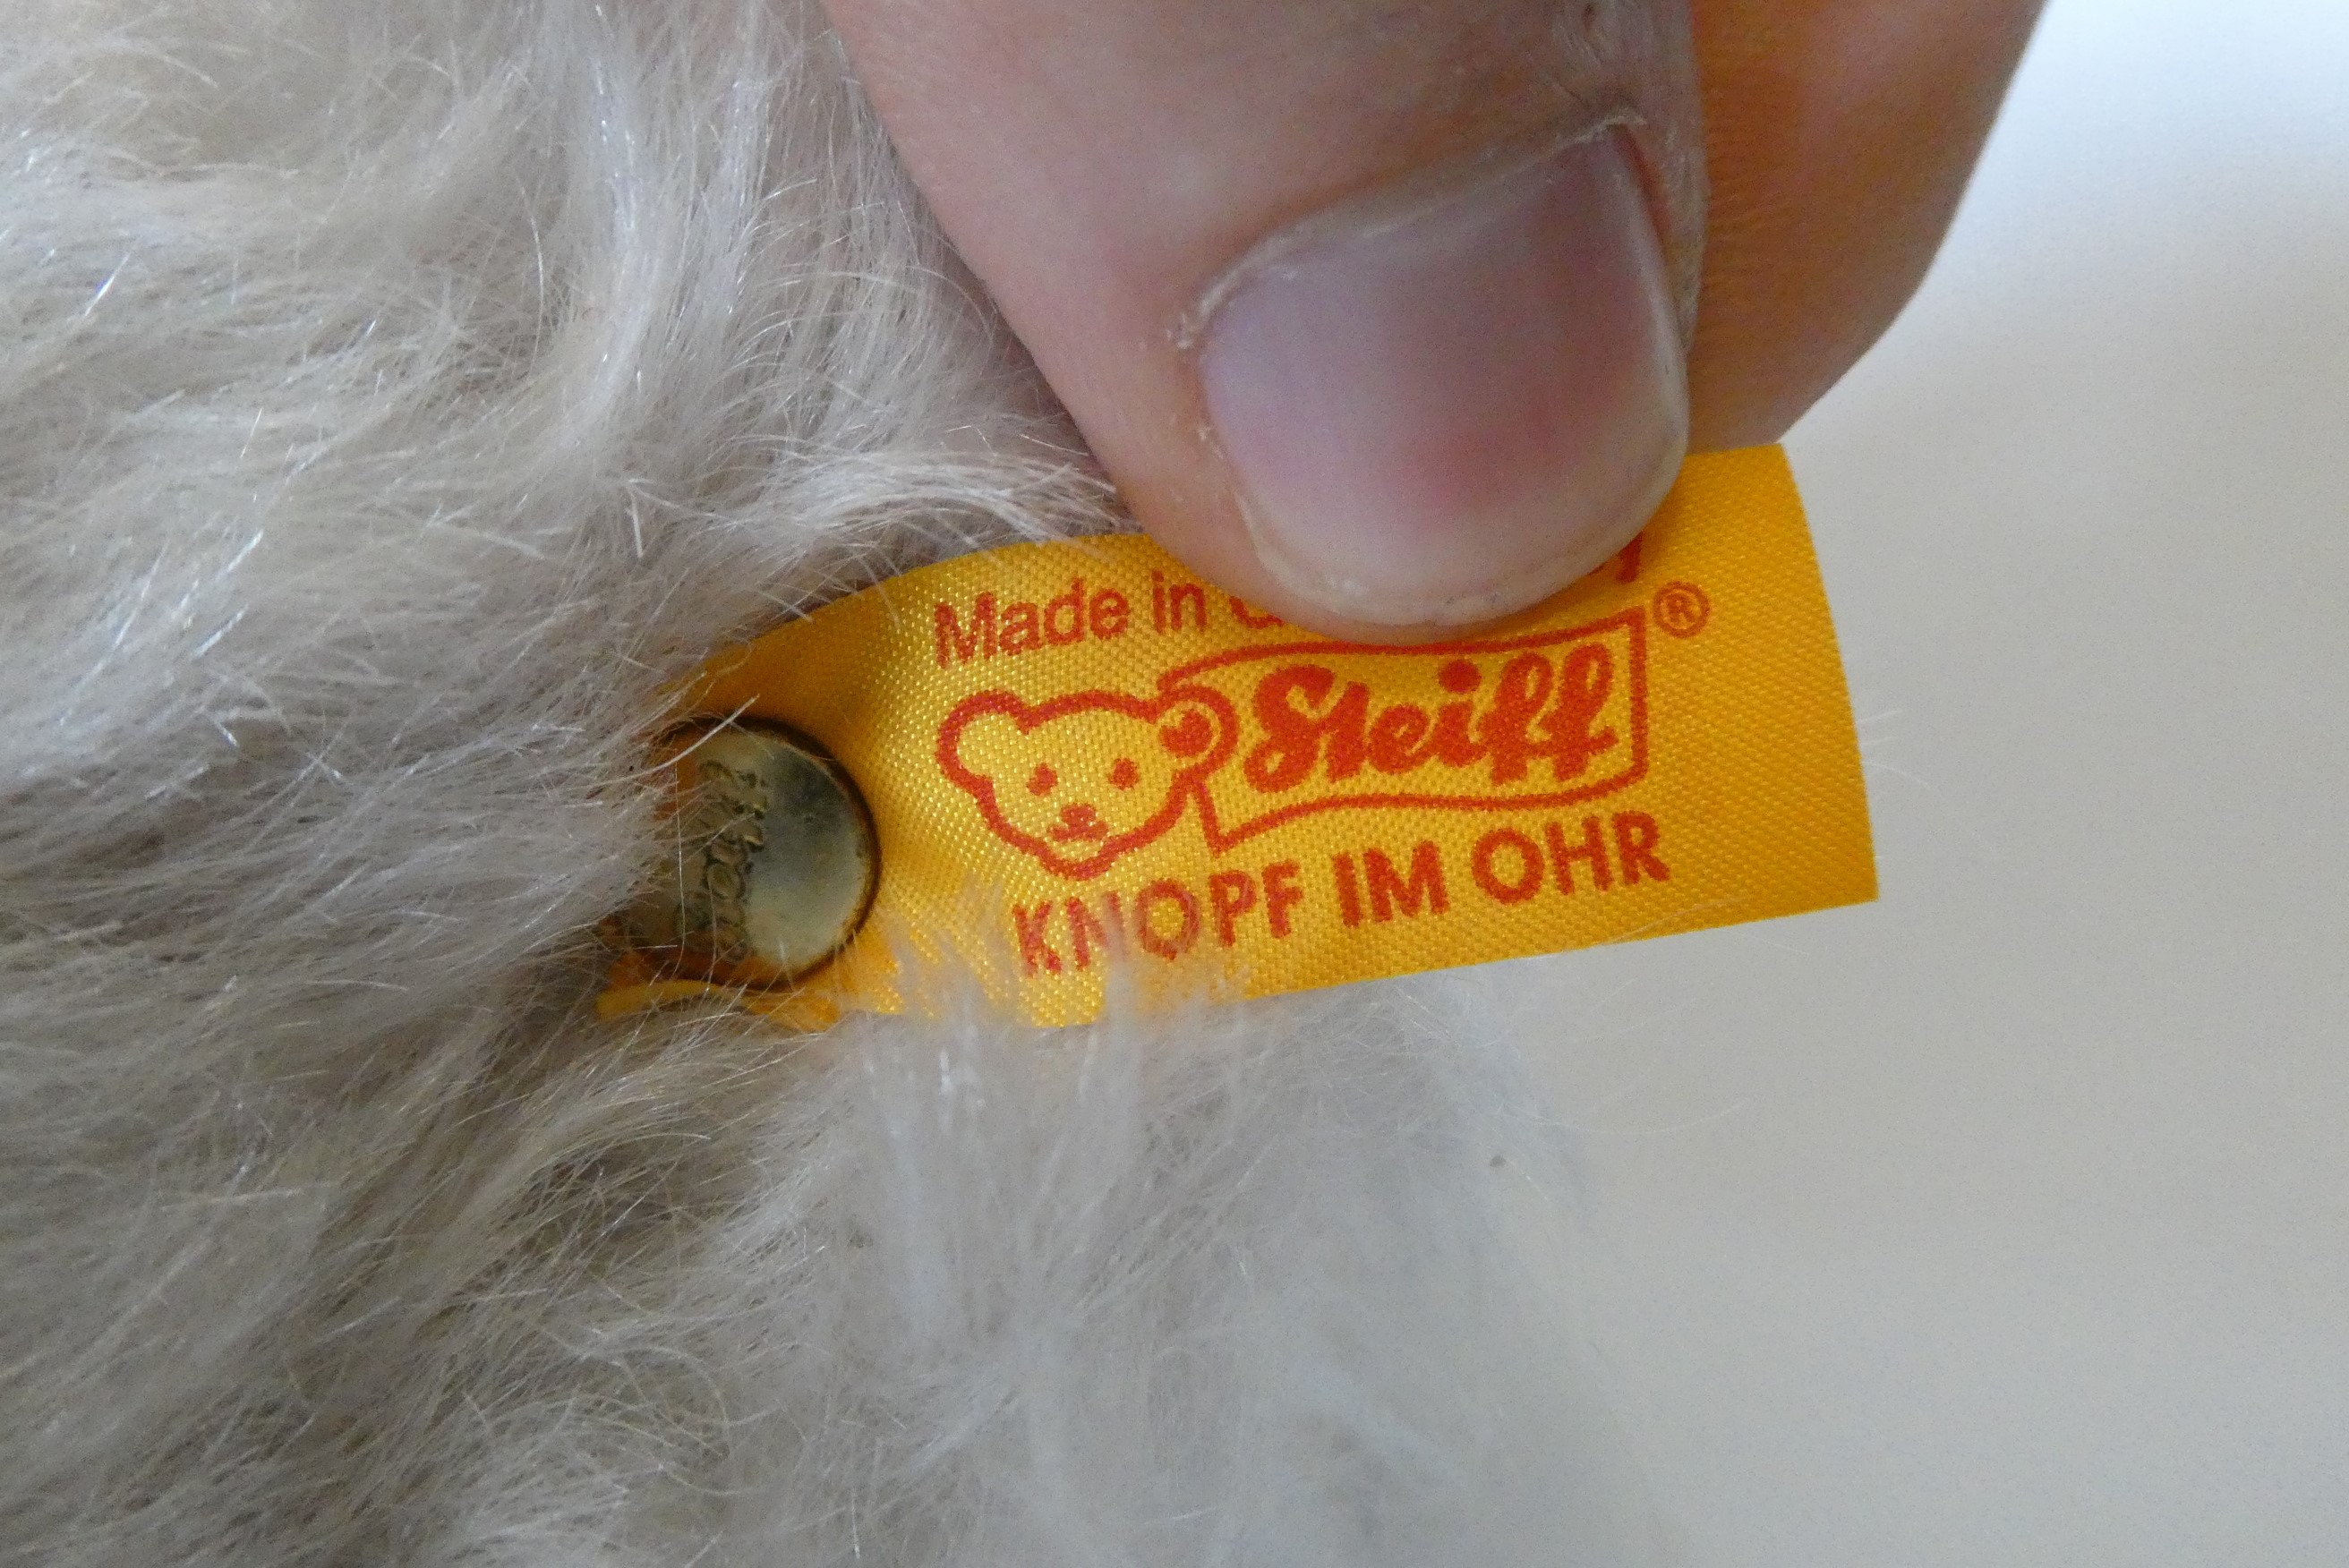 Made in
Steiff ®
KNOPF IM OHR